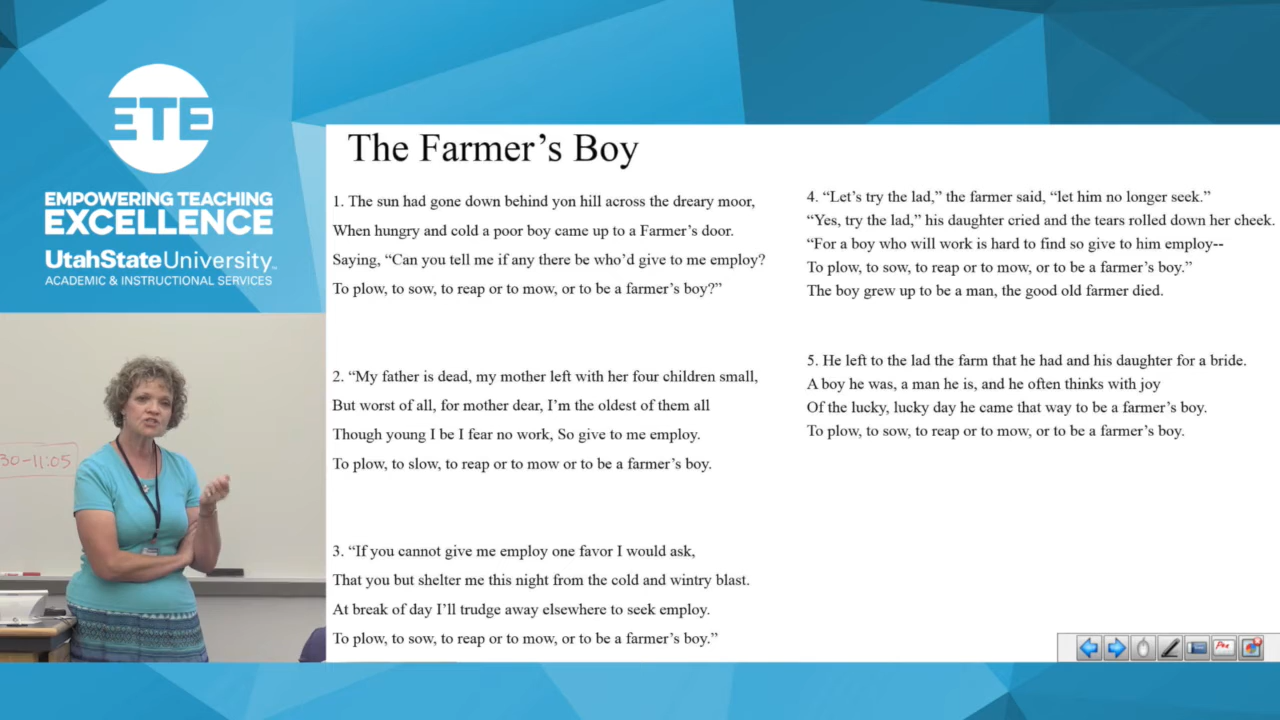 ETE
EMPOWERING TEACHING
EXCELLENCE
UtahStateUniversity
ACADEMIC & INSTRUCTIONAL SERVICES
30-11:05
The Farmer’s Boy
1. The sun had gone down behind yon hill across the dreary moor,
When hungry and cold a poor boy came up to a Farmer’s door.
Saying, “Can you tell me if any there be who’d give to me employ?
To plow, to sow, to reap or to mow, or to be a farmer’s boy?”
2. “My father is dead, my mother left with her four children small,
But worst of all, for mother dear, I’m the oldest of them all
Though young I be I fear no work, So give to me employ.
To plow, to slow, to reap or to mow or to be a farmer’s boy.
3. “If you cannot give me employ one favor I would ask,
That you but shelter me this night from the cold and wintry blast.
At break of day I’ll trudge away elsewhere to seek employ.
To plow, to sow, to reap or to mow, or to be a farmer’s boy.”
4. “Let’s try the lad,” the farmer said, “let him no longer seek.”
“Yes, try the lad,” his daughter cried and the tears rolled down her cheek.
“For a boy who will work is hard to find so give to him employ--
To plow, to sow, to reap or to mow, or to be a farmer’s boy.”
The boy grew up to be a man, the good old farmer died.
5. He left to the lad the farm that he had and his daughter for a bride.
A boy he was, a man he is, and he often thinks with joy
Of the lucky, lucky day he came that way to be a farmer’s boy.
To plow, to sow, to reap or to mow, or to be a farmer’s boy.